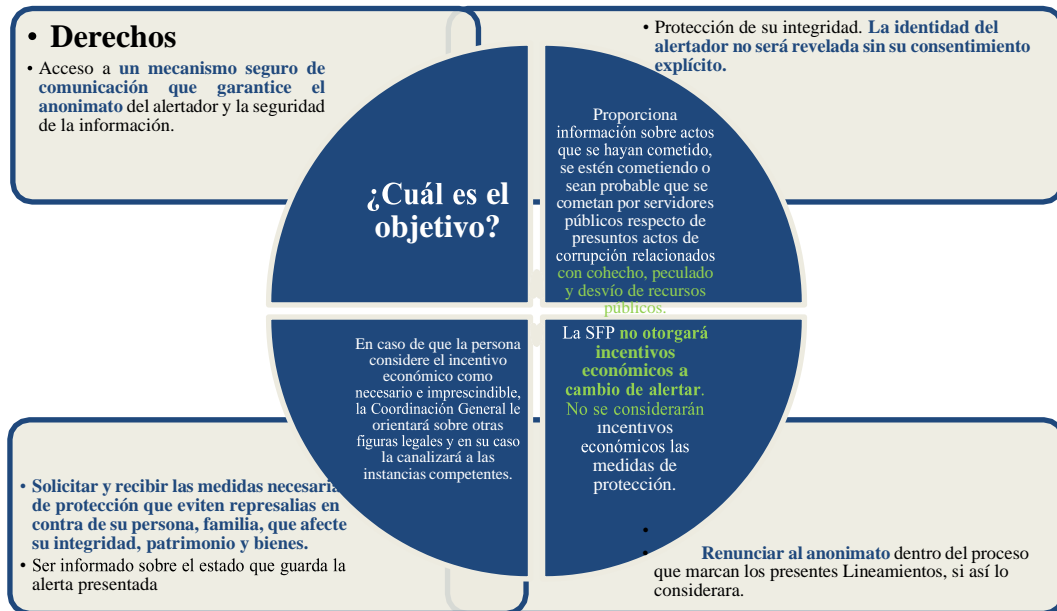 • Derechos
• Acceso a un mecanismo seguro de
comunicación que garantice el
anonimato del alertador y la seguridad
de la información.
• Protección de su integridad. La identidad del
alertador no será revelada sin su consentimiento
explícito.
¿Cuál es el
objetivo?
Proporciona
información sobre actos
que se hayan cometido,
se estén cometiendo o
sean probable que se
cometan por servidores
públicos respecto de
presuntos actos de
corrupción relacionados
con cohecho, peculado
y desvío de recursos
públicos.
En caso de que la persona
considere el incentivo
económico como
necesario e imprescindible,
la Coordinación General le
orientará sobre otras
figuras legales y en su caso
la canalizará a las
instancias competentes.
La SFP no otorgará
incentivos
económicos a
cambio de alertar.
No se considerarán
incentivos
económicos las
medidas de
protección.
• Solicitar y recibir las medidas necesarias
de protección que eviten represalias en
contra de su persona, familia, que afecte
su integridad, patrimonio y bienes.
• Ser informado sobre el estado que guarda la
alerta presentada
•
• Renunciar al anonimato dentro del proceso
que marcan los presentes Lineamientos, si así lo
considerara.